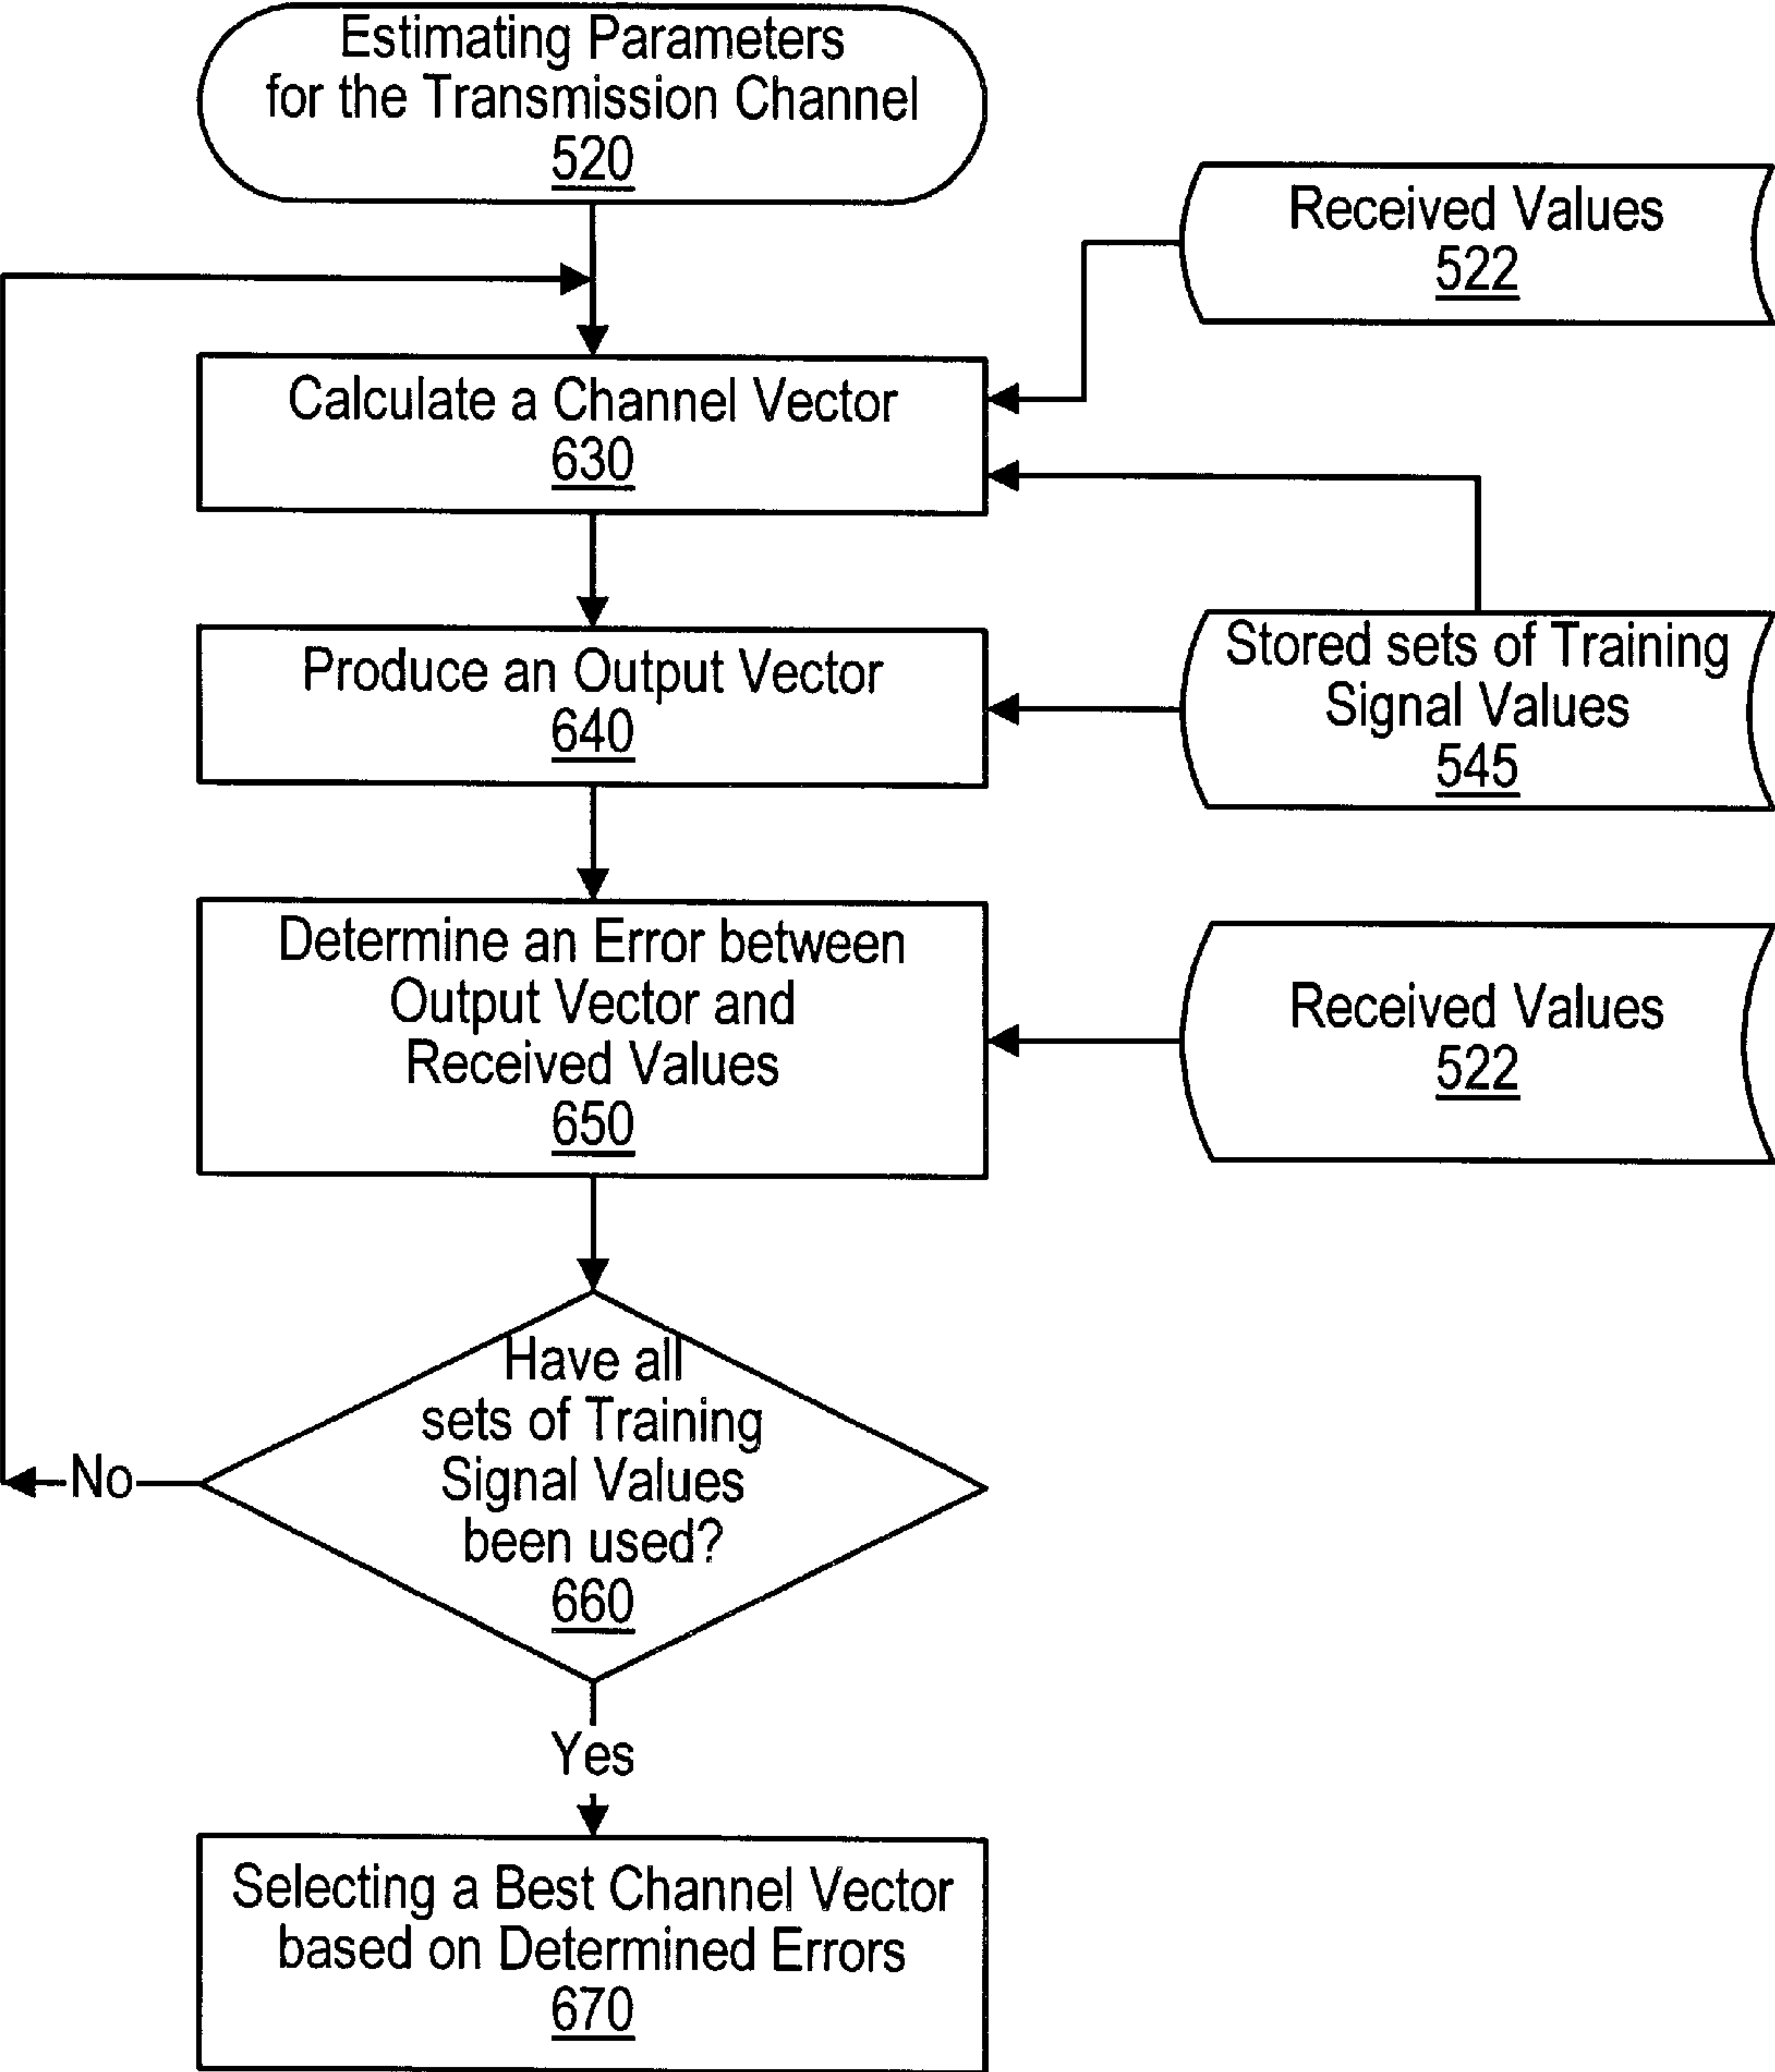 Estimating Parameters
for the Transmission Channel
520
Received Values
522
Calculate a Channel Vector
630
Stored sets of Training
Signal Values
545
Produce an Output Vector
640
Determine an Error between
Output Vector and
Received Values
650
Received Values
522
Have all
sets of Training
Signal Values
been used?
660
No
Yes
Selecting a Best Channel Vector
based on Determined Errors
670